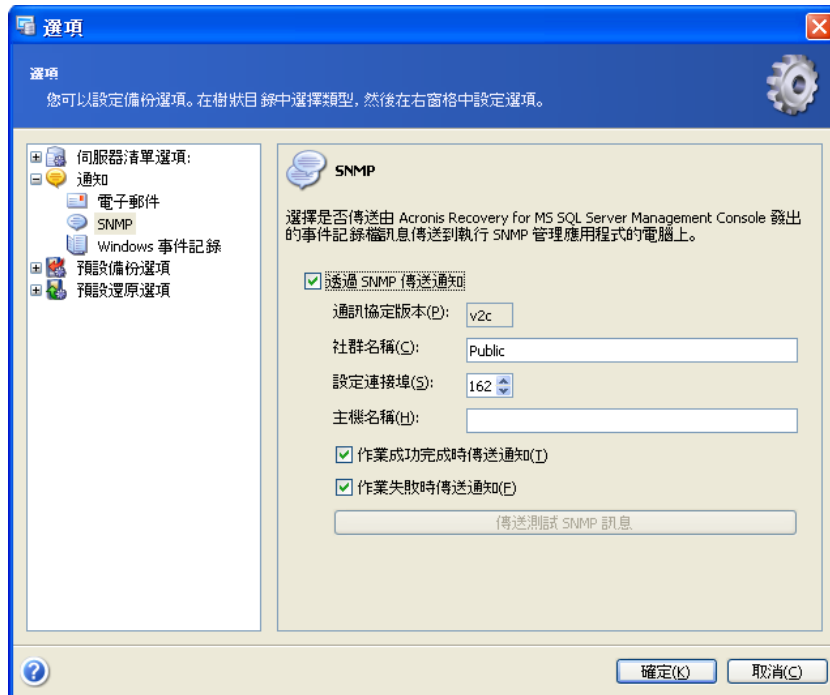 選項
選項
您可以設定備份選項。在樹狀目錄中選擇類型，然後在右窗格中設定選項。
伺服器清單選項:
通知
電子郵件
SNMP
Windows 事件記錄
預設備份選項
預設還原選項
SNMP
選擇是否傳送由 Acronis Recovery for MS SQL Server Management Console 發出
的事件記錄檔訊息傳送到執行 SNMP 管理應用程式的電腦上。
透過 SNMP 傳送通知
通訊協定版本(P): v2c
社群名稱(C): Public
設定連接埠(S): 162
主機名稱(H):
作業成功完成時傳送通知(T)
作業失敗時傳送通知(F)
傳送測試 SNMP 訊息
確定(K) 取消(C)